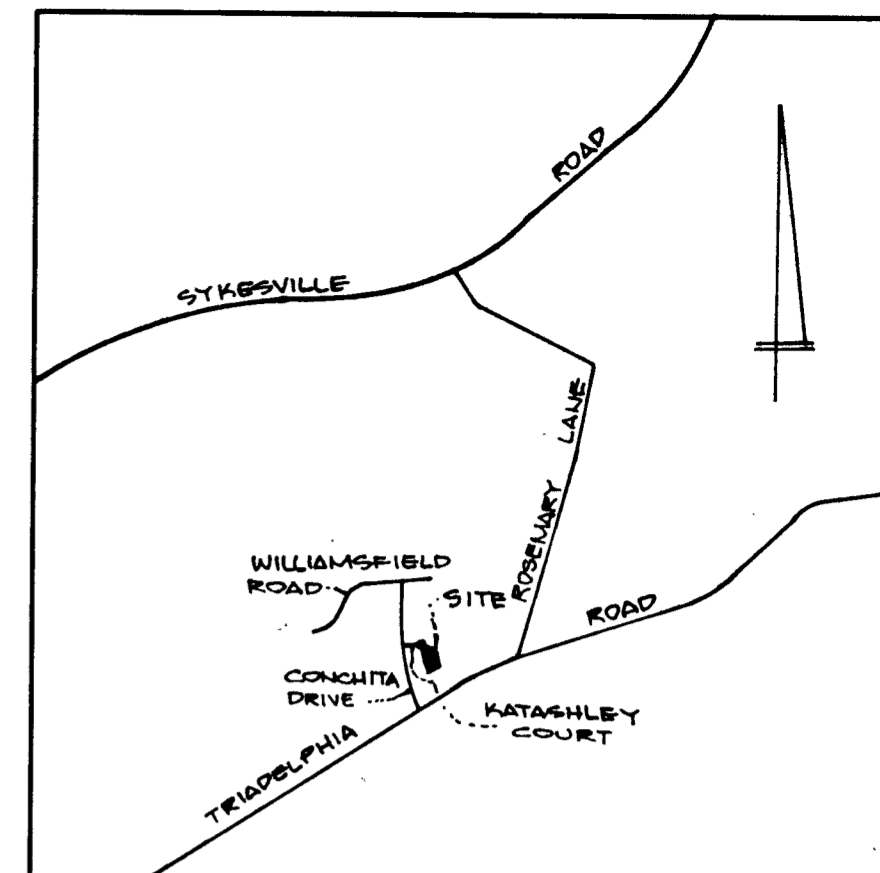 SYKESVILLE ROAD
ROSEMARY LANE
WILLIAMSFIELD
ROAD
SITE
CONCHITA
DRIVE
KATASHLEY
COURT
TRIADELPHIA ROAD